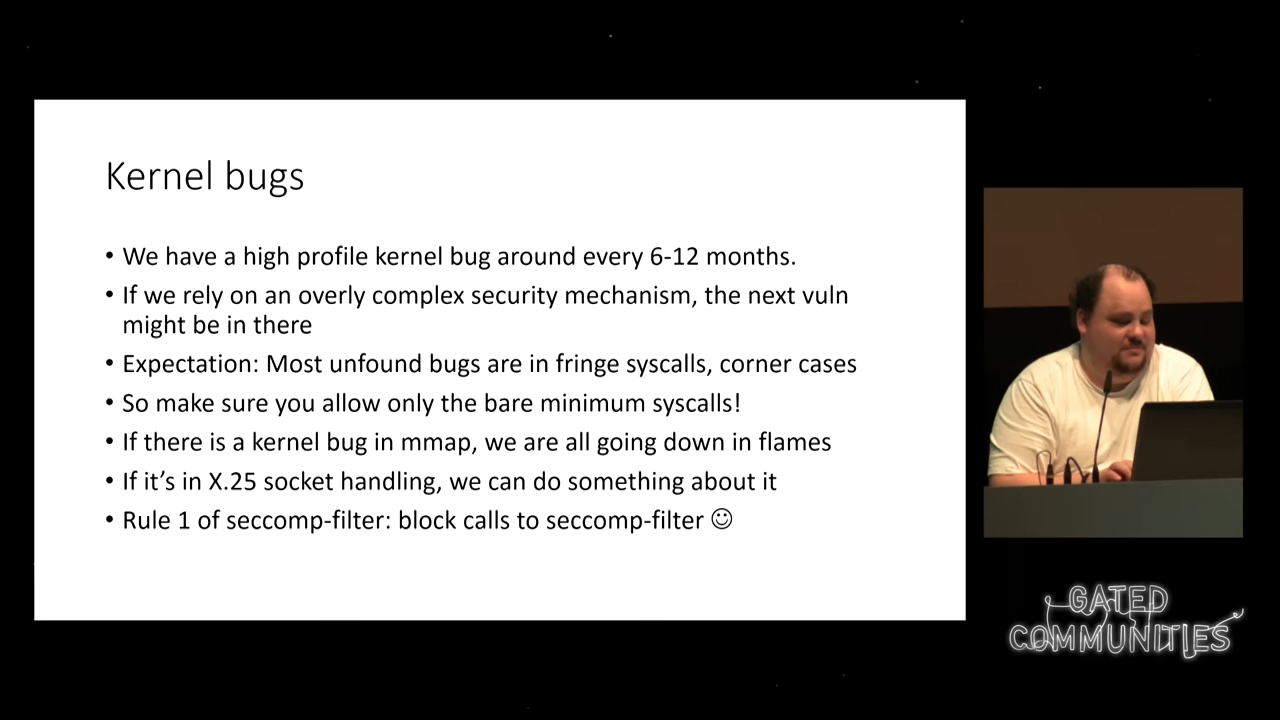 Kernel bugs
• We have a high profile kernel bug around every 6-12 months.
• If we rely on an overly complex security mechanism, the next vuln
might be in there
• Expectation: Most unfound bugs are in fringe syscalls, corner cases
• So make sure you allow only the bare minimum syscalls!
• If there is a kernel bug in mmap, we are all going down in flames
• If it’s in X.25 socket handling, we can do something about it
• Rule 1 of seccomp-filter: block calls to seccomp-filter ☺
GATED
COMMUNITIES